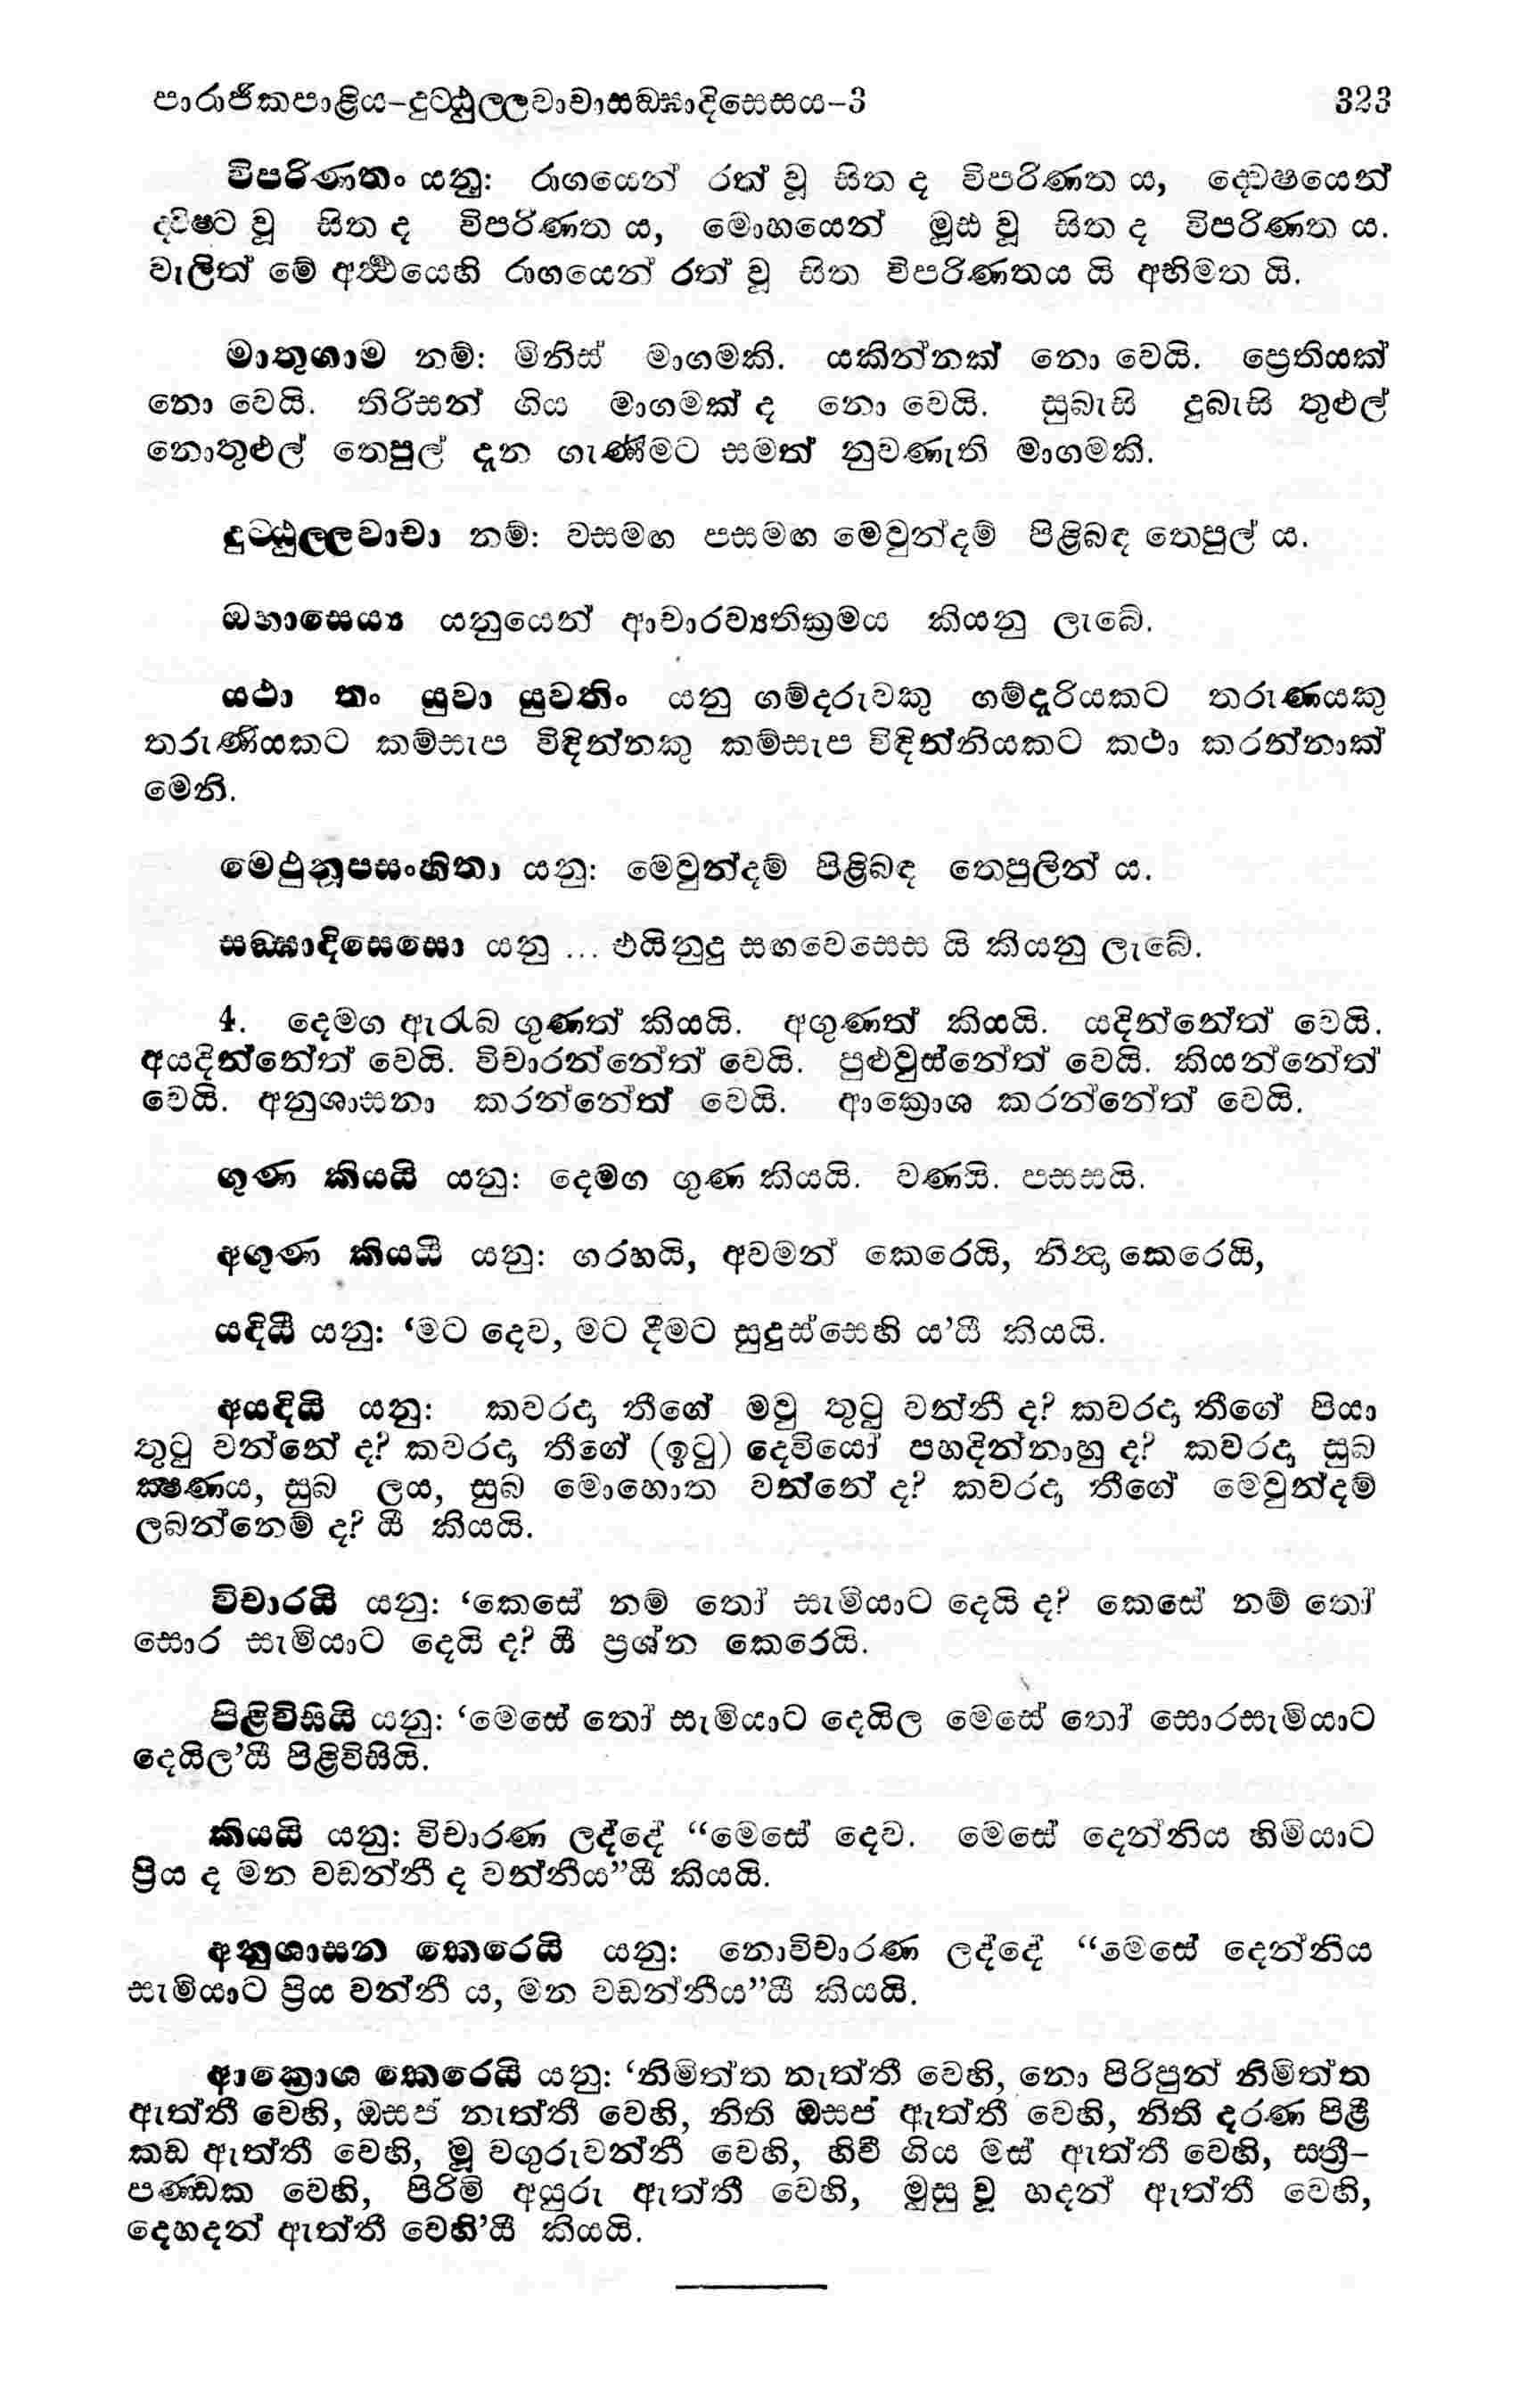 පාරාජිකපාළිය-දුට්ඨුල්ලවාචාසඞ්ඝාදිසෙසය-3 323
විපරිණතං යනු: රාගයෙන් රත් වූ සිත ද විපරිණත ය, ද්වේෂයෙන්
ද්විෂ්ට වූ සිත ද විපරිණත ය, මොහයෙන් මූඪ වූ සිත ද විපරිණත ය.
වැලිත් මේ අර්ථයෙහි රාගයෙන් රත් වූ සිත විපරිණතය යි අභිමත යි.
මාතුගාම නම්: මිනිස් මාගමකි. යකින්නක් නො වෙයි. ප්‍රෙතියක්
නො වෙයි. තිරිසන් ගිය මාගමක් ද නො වෙයි. සුබැසි දුබැසි තුළුල්
නොතුළුල් තෙපුල් දැන ගැණීමට සමත් නුවණැති මාගමකි.
දුට්ඨුල්ලවාචා නම්: වසමඟ පසමඟ මෙවුන්දම් පිළිබඳ තෙපුල් ය.
ඔභාසෙය්‍ය යනුයෙන් ආචාරව්‍යතික්‍රමය කියනු ලැබේ.
යථා තං යුවා යුවතිං යනු ගම්දරුවකු ගම්දැරියකට තරුණයකු
තරුණියකට කම්සැප විඳින්නකු කම්සැප විඳින්නියකට කථා කරන්නාක්
මෙනි.
මෙථුනූපසංහිතා යනු: මෙවුන්දම් පිළිබඳ තෙපුලින් ය.
සඞ්ඝාදිසෙසො යනු ... එයිනුදු සඟවෙසෙස යි කියනු ලැබේ.
4. දෙමග ඇරැබ ගුණත් කියයි. අගුණත් කියයි. යදින්නේත් වෙයි.
අයදින්නේත් වෙයි. විචාරන්නේත් වෙයි. පුළුවුස්නේත් වෙයි. කියන්නේත්
වෙයි. අනුශාසනා කරන්නේත් වෙයි. ආක්‍රොශ කරන්නේත් වෙයි.
ගුණ කියයි යනු: දෙමග ගුණ කියයි. වණයි. පසසයි.
අගුණ කියයි යනු: ගරහයි, අවමන් කෙරෙයි, නින්දා කෙරෙයි,
යදියි යනු: ‘මට දෙව, මට දීමට සුදුස්සෙහි ය’යි කියයි.
අයදියි යනු: කවරදා තීගේ මවු තුටු වන්නී ද? කවරදා තීගේ පියා
තුටු වන්නේ ද? කවරදා තීගේ (ඉටු) දෙවියෝ පහදින්නාහු ද? කවරදා සුබ
ක්ෂණය, සුබ ලය, සුබ මොහොත වන්නේ ද? කවරදා තීගේ මෙවුන්දම්
ලබන්නෙම් ද? යි කියයි.
විචාරයි යනු: ‘කෙසේ නම් තෝ සැමියාට දෙයි ද? කෙසේ නම් තෝ
සොර සැමියාට දෙයි ද? යි ප්‍රශ්න කෙරෙයි.
පිළිවිසියි යනු: ‘මෙසේ තෝ සැමියාට දෙයිල මෙසේ තෝ සොරසැමියාට
දෙයිල’යි පිළිවිසියි.
කියයි යනු: විචාරණ ලද්දේ “මෙසේ දෙව. මෙසේ දෙන්නිය හිමියාට
ප්‍රිය ද මන වඩන්නී ද වන්නීය”යි කියයි.
අනුශාසන කෙරෙයි යනු: නොවිචාරණ ලද්දේ “මෙසේ දෙන්නිය
සැමියාට ප්‍රිය වන්නී ය, මන වඩන්නීය”යි කියයි.
ආක්‍රොශ කෙරෙයි යනු: ‘නිමිත්ත නැත්තී වෙහි, නො පිරිපුන් නිමිත්ත
ඇත්තී වෙහි, ඔසප් නැත්තී වෙහි, නිති ඔසප් ඇත්තී වෙහි, නිති දරණ පිළී
කඩ ඇත්තී වෙහි, මූ වගුරුවන්නී වෙහි, හිවී ගිය මස් ඇත්තී වෙහි, ස්ත්‍රී-
පණ්ඩක වෙහි, පිරිමි අයුරු ඇත්තී වෙහි, මුසු වූ හදන් ඇත්තී වෙහි,
දෙහදන් ඇත්තී වෙහි’යි කියයි.